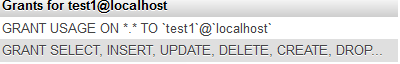 Grants for test1@localhost
GRANT USAGE ON *.* TO `test1`@`localhost`
GRANT SELECT, INSERT, UPDATE, DELETE, CREATE, DROP...